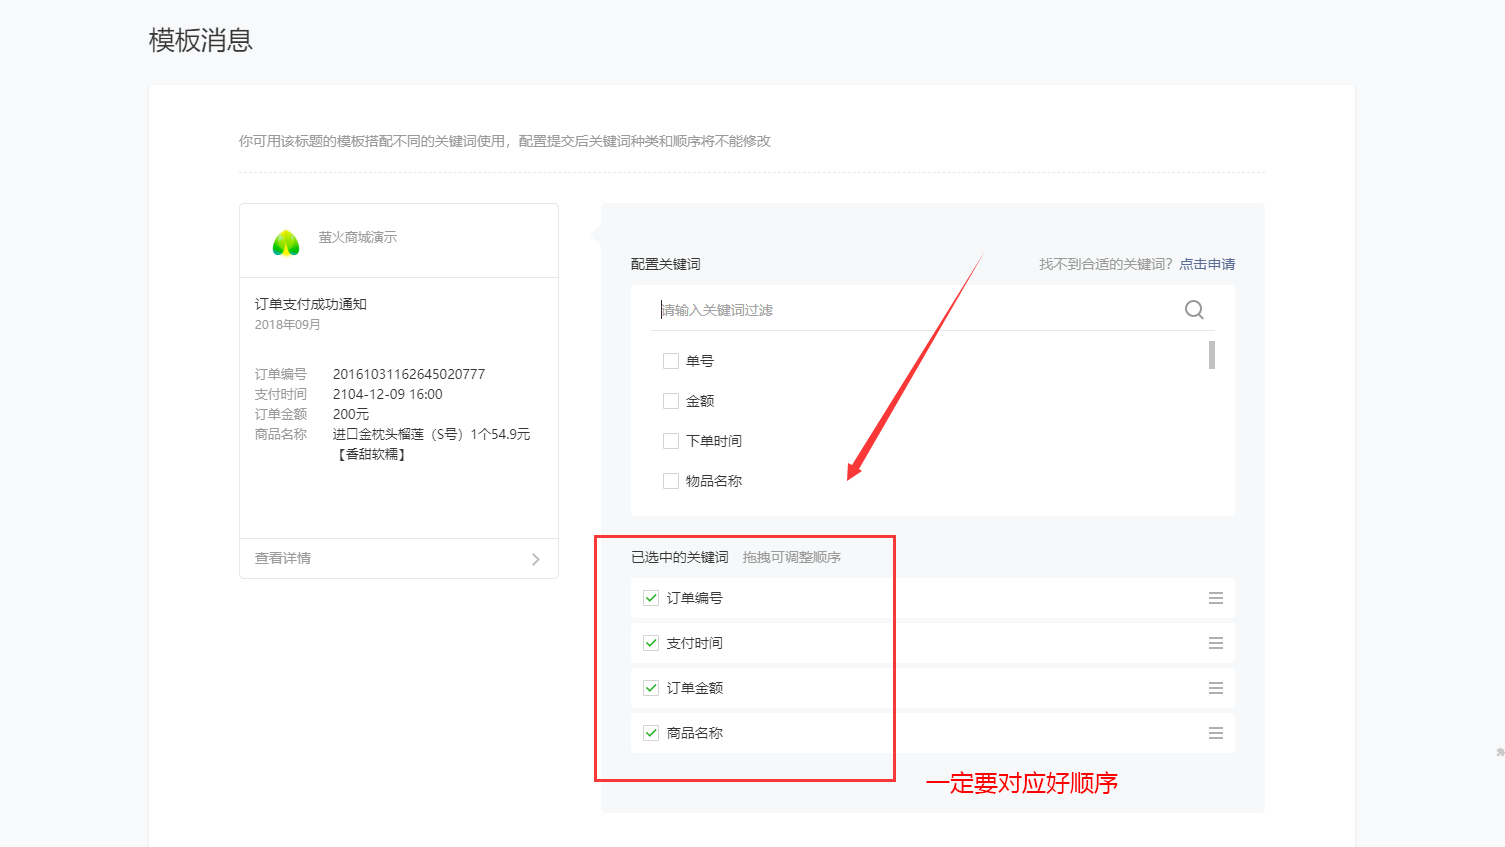 模板消息
你可用该标题的模板搭配不同的关键词使用，配置提交后关键词种类和顺序将不能修改
萤火商城演示
订单支付成功通知
2018年09月
订单编号 20161031162645020777
支付时间 2104-12-09 16:00
订单金额 200元
商品名称 进口金枕头榴莲（S号）1个54.9元
【香甜软糯】
查看详情
配置关键词 找不到合适的关键词？点击申请
请输入关键词过滤
单号
金额
下单时间
物品名称
已选中的关键词 拖拽可调整顺序
订单编号
支付时间
订单金额
商品名称
一定要对应好顺序